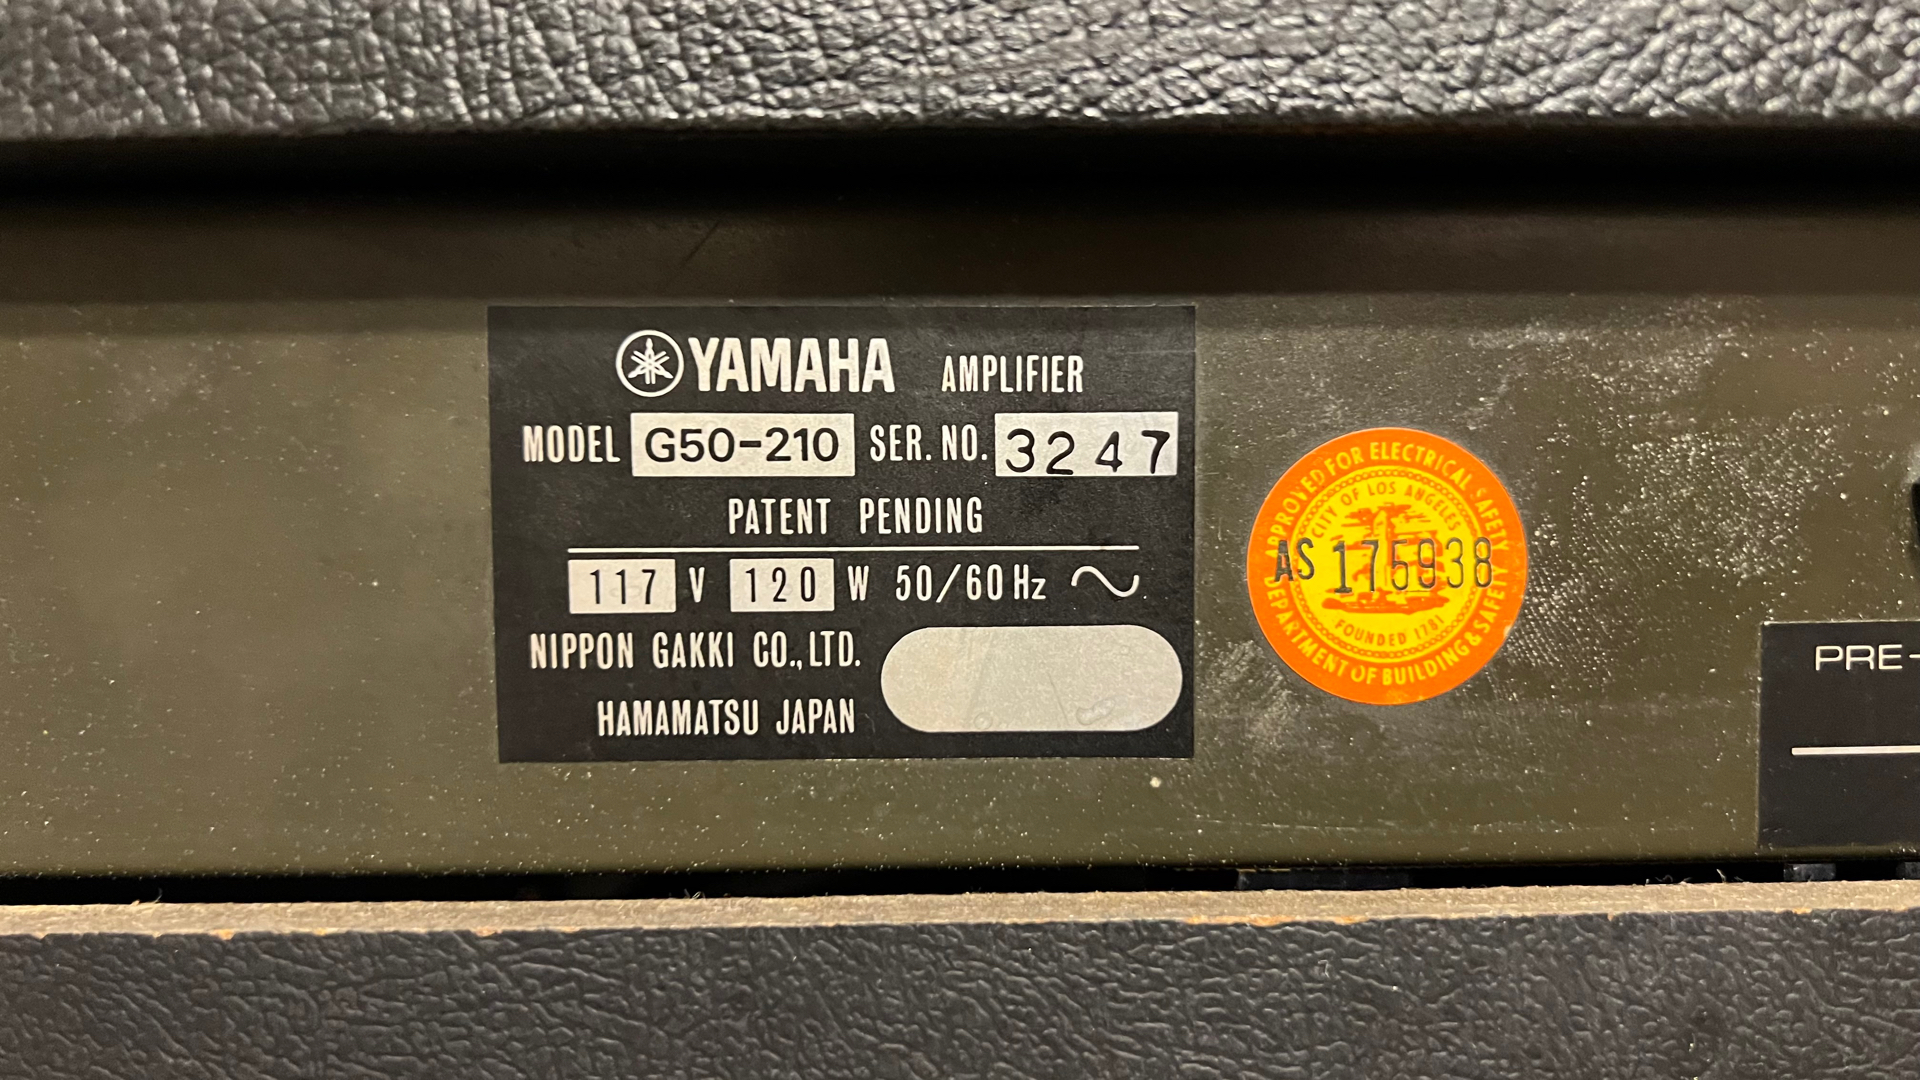 YAMAHA AMPLIFIER
MODEL G50-210 SER. NO. 3247
PATENT PENDING
117 V 120 W 50/60 Hz ~
NIPPON GAKKI CO., LTD.
HAMAMATSU JAPAN
APPROVED FOR ELECTRICAL SAFETY
CITY OF LOS ANGELES
AS 175938
FOUNDED 1781
DEPARTMENT OF BUILDING & SAFETY
PRE-